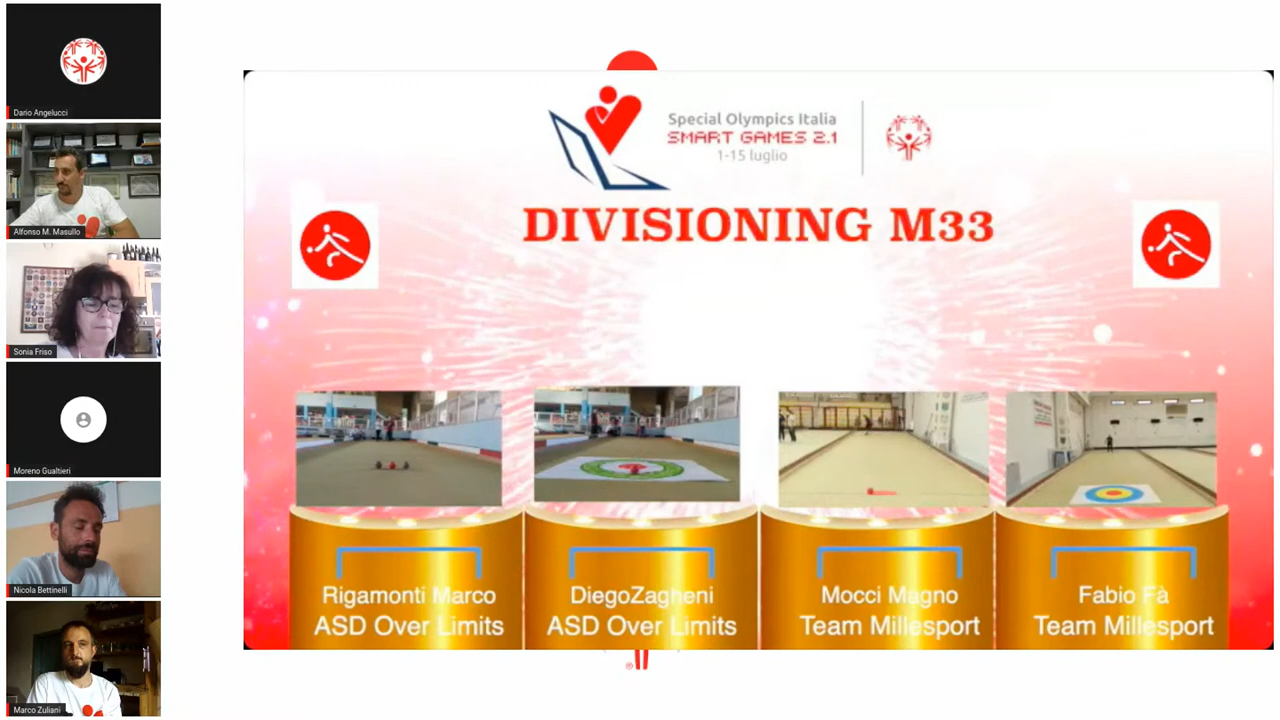 Dario Angelucci
Alfonso M. Masullo
Sonia Friso
Moreno Gualtieri
Nicola Bettinelli
Marco Zuliani
Special Olympics Italia
SMART GAMES 2.1
1-15 luglio
DIVISIONING M33
Rigamonti Marco
ASD Over Limits
DiegoZagheni
ASD Over Limits
Mocci Magno
Team Millesport
Fabio Fà
Team Millesport